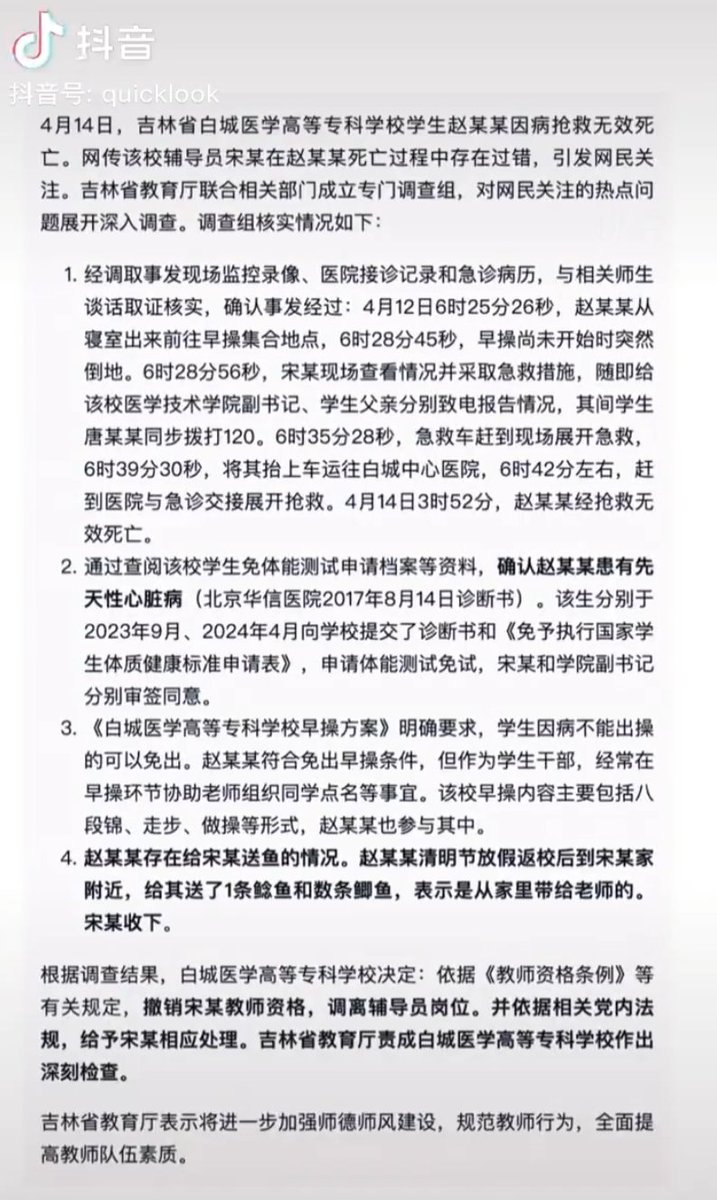 抖音
抖音号: quicklook
4月14日，吉林省白城医学高等专科学校学生赵某某因病抢救无效死
亡。网传该校辅导员宋某在赵某某死亡过程中存在过错，引发网民关
注。吉林省教育厅联合相关部门成立专门调查组，对网民关注的热点问
题展开深入调查。调查组核实情况如下：
1. 经调取事发现场监控录像、医院接诊记录和急诊病历，与相关师生
谈话取证核实，确认事发经过：4月12日6时25分26秒，赵某某从
寝室出来前往早操集合地点，6时28分45秒，早操尚未开始时突然
倒地。6时28分56秒，宋某现场查看情况并采取急救措施，随即给
该校医学技术学院副书记、学生父亲分别致电报告情况，其间学生
唐某某同步拨打120。6时35分28秒，急救车赶到现场展开急救，
6时39分30秒，将其抬上车运往白城中心医院，6时42分左右，赶
到医院与急诊交接展开抢救。4月14日3时52分，赵某某经抢救无
效死亡。
2. 通过查阅该校学生免体能测试申请档案等资料，确认赵某某患有先
天性心脏病（北京华信医院2017年8月14日诊断书）。该生分别于
2023年9月、2024年4月向学校提交了诊断书和《免予执行国家学
生体质健康标准申请表》，申请体能测试免试，宋某和学院副书记
分别审签同意。
3. 《白城医学高等专科学校早操方案》明确要求，学生因病不能出操
的可以免出。赵某某符合免出早操条件，但作为学生干部，经常在
早操环节协助老师组织同学点名等事宜。该校早操内容主要包括八
段锦、走步、做操等形式，赵某某也参与其中。
4. 赵某某存在给宋某送鱼的情况。赵某某清明节放假返校后到宋某家
附近，给其送了1条鲶鱼和数条鲫鱼，表示是从家里带给老师的。
宋某收下。
根据调查结果，白城医学高等专科学校决定：依据《教师资格条例》等
有关规定，撤销宋某教师资格，调离辅导员岗位。并依据相关党内法
规，给予宋某相应处理。吉林省教育厅责成白城医学高等专科学校作出
深刻检查。
吉林省教育厅表示将进一步加强师德师风建设，规范教师行为，全面提
高教师队伍素质。